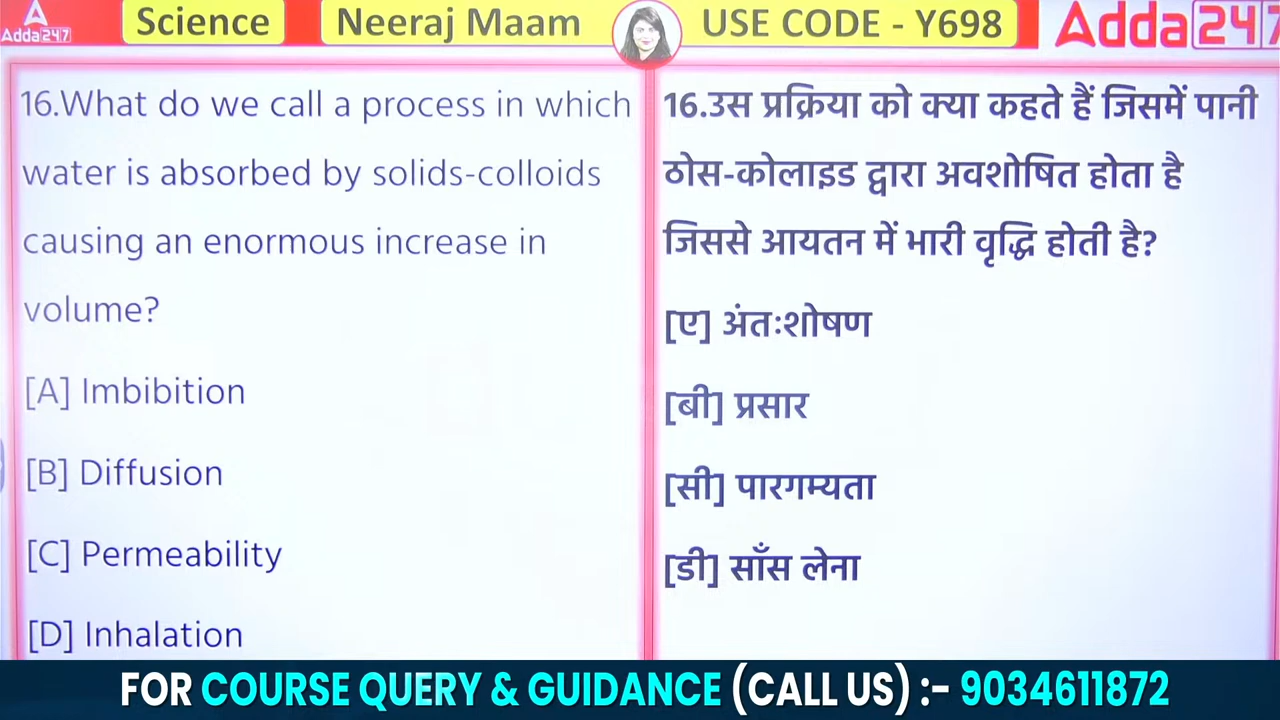 Adda247
Science
Neeraj Maam
USE CODE - Y698
Adda 247
16.What do we call a process in which
water is absorbed by solids-colloids
causing an enormous increase in
volume?
[A] Imbibition
[B] Diffusion
[C] Permeability
[D] Inhalation
16.उस प्रक्रिया को क्या कहते हैं जिसमें पानी
ठोस-कोलाइड द्वारा अवशोषित होता है
जिससे आयतन में भारी वृद्धि होती है?
[ए] अंतःशोषण
[बी] प्रसार
[सी] पारगम्यता
[डी] साँस लेना
FOR COURSE QUERY & GUIDANCE (CALL US) :- 9034611872